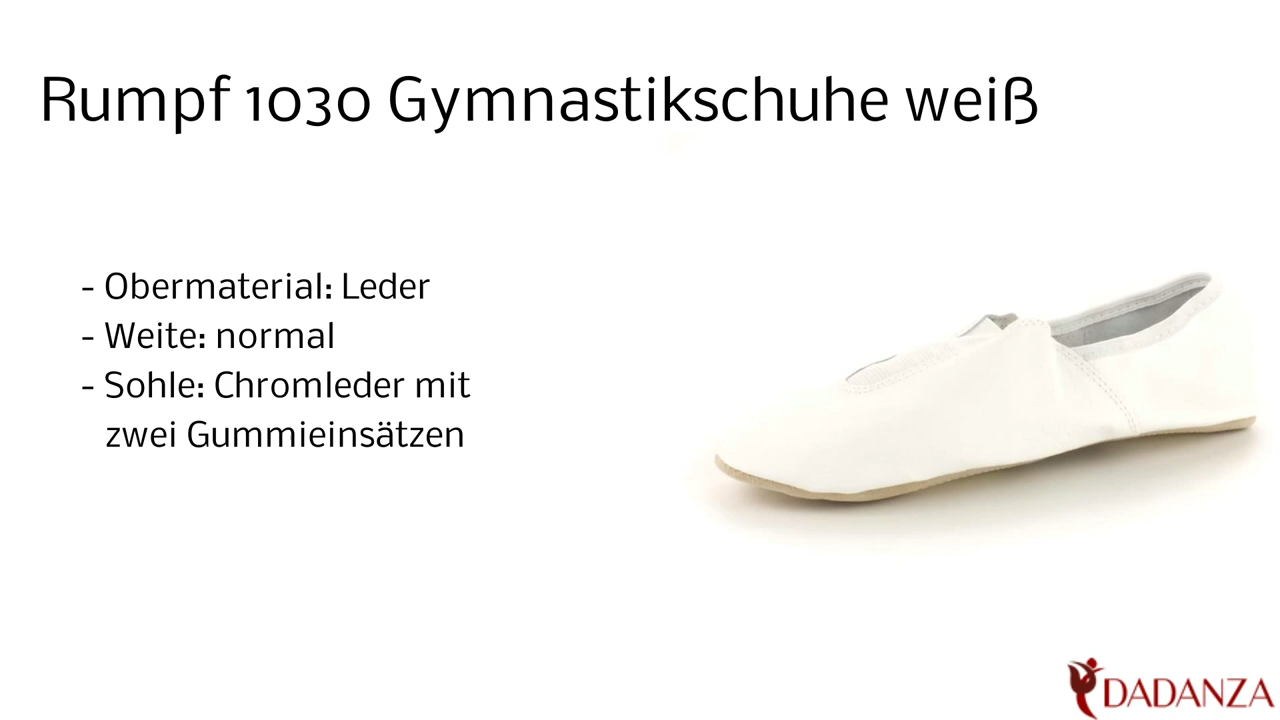 Rumpf 1030 Gymnastikschuhe weiß
- Obermaterial: Leder
- Weite: normal
- Sohle: Chromleder mit
zwei Gummieinsätzen
DADANZA